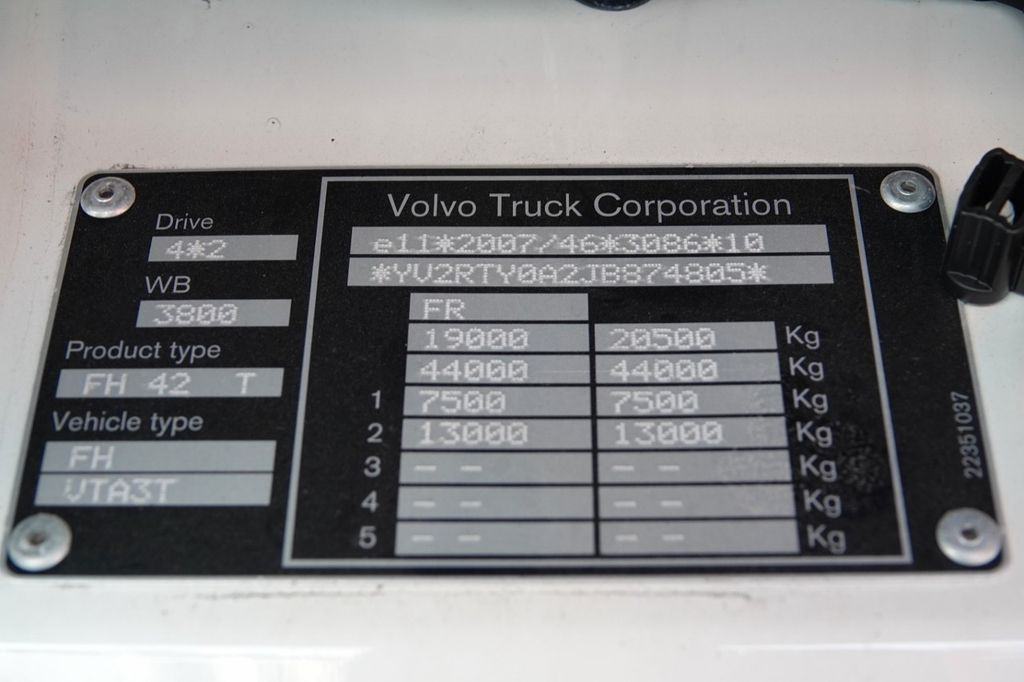 Drive
4*2
WB
3800
Product type
FH 42 T
Vehicle type
FH
VTA3T
Volvo Truck Corporation
e11*2007/46*3086*10
*YV2RTY0A2JB874805*
FR
19000 20500 Kg
44000 44000 Kg
1 7500 7500 Kg
2 13000 13000 Kg
3 - - - - Kg
4 - - - - Kg
5 - - - - Kg
22351037